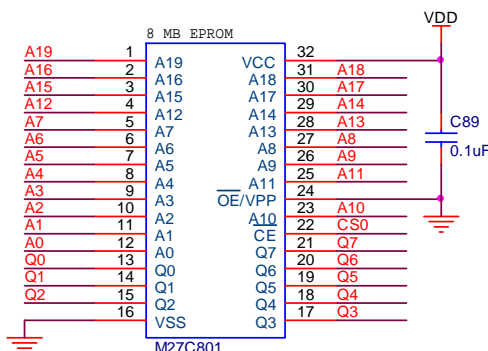 8 MB EPROM
VDD
A19 1 A19 VCC 32
A16 2 A16 A18 31 A18
A15 3 A15 A17 30 A17
A12 4 A12 A14 29 A14
A7 5 A7 A13 28 A13
A6 6 A6 A8 27 A8
A5 7 A5 A9 26 A9
A4 8 A4 A11 25 A11
A3 9 A3 OE/VPP 24
A2 10 A2 A10 23 A10
A1 11 A1 CE 22 CS0
A0 12 A0 Q7 21 Q7
Q0 13 Q0 Q6 20 Q6
Q1 14 Q1 Q5 19 Q5
Q2 15 Q2 Q4 18 Q4
16 VSS Q3 17 Q3
M27C801
C89
0.1uF